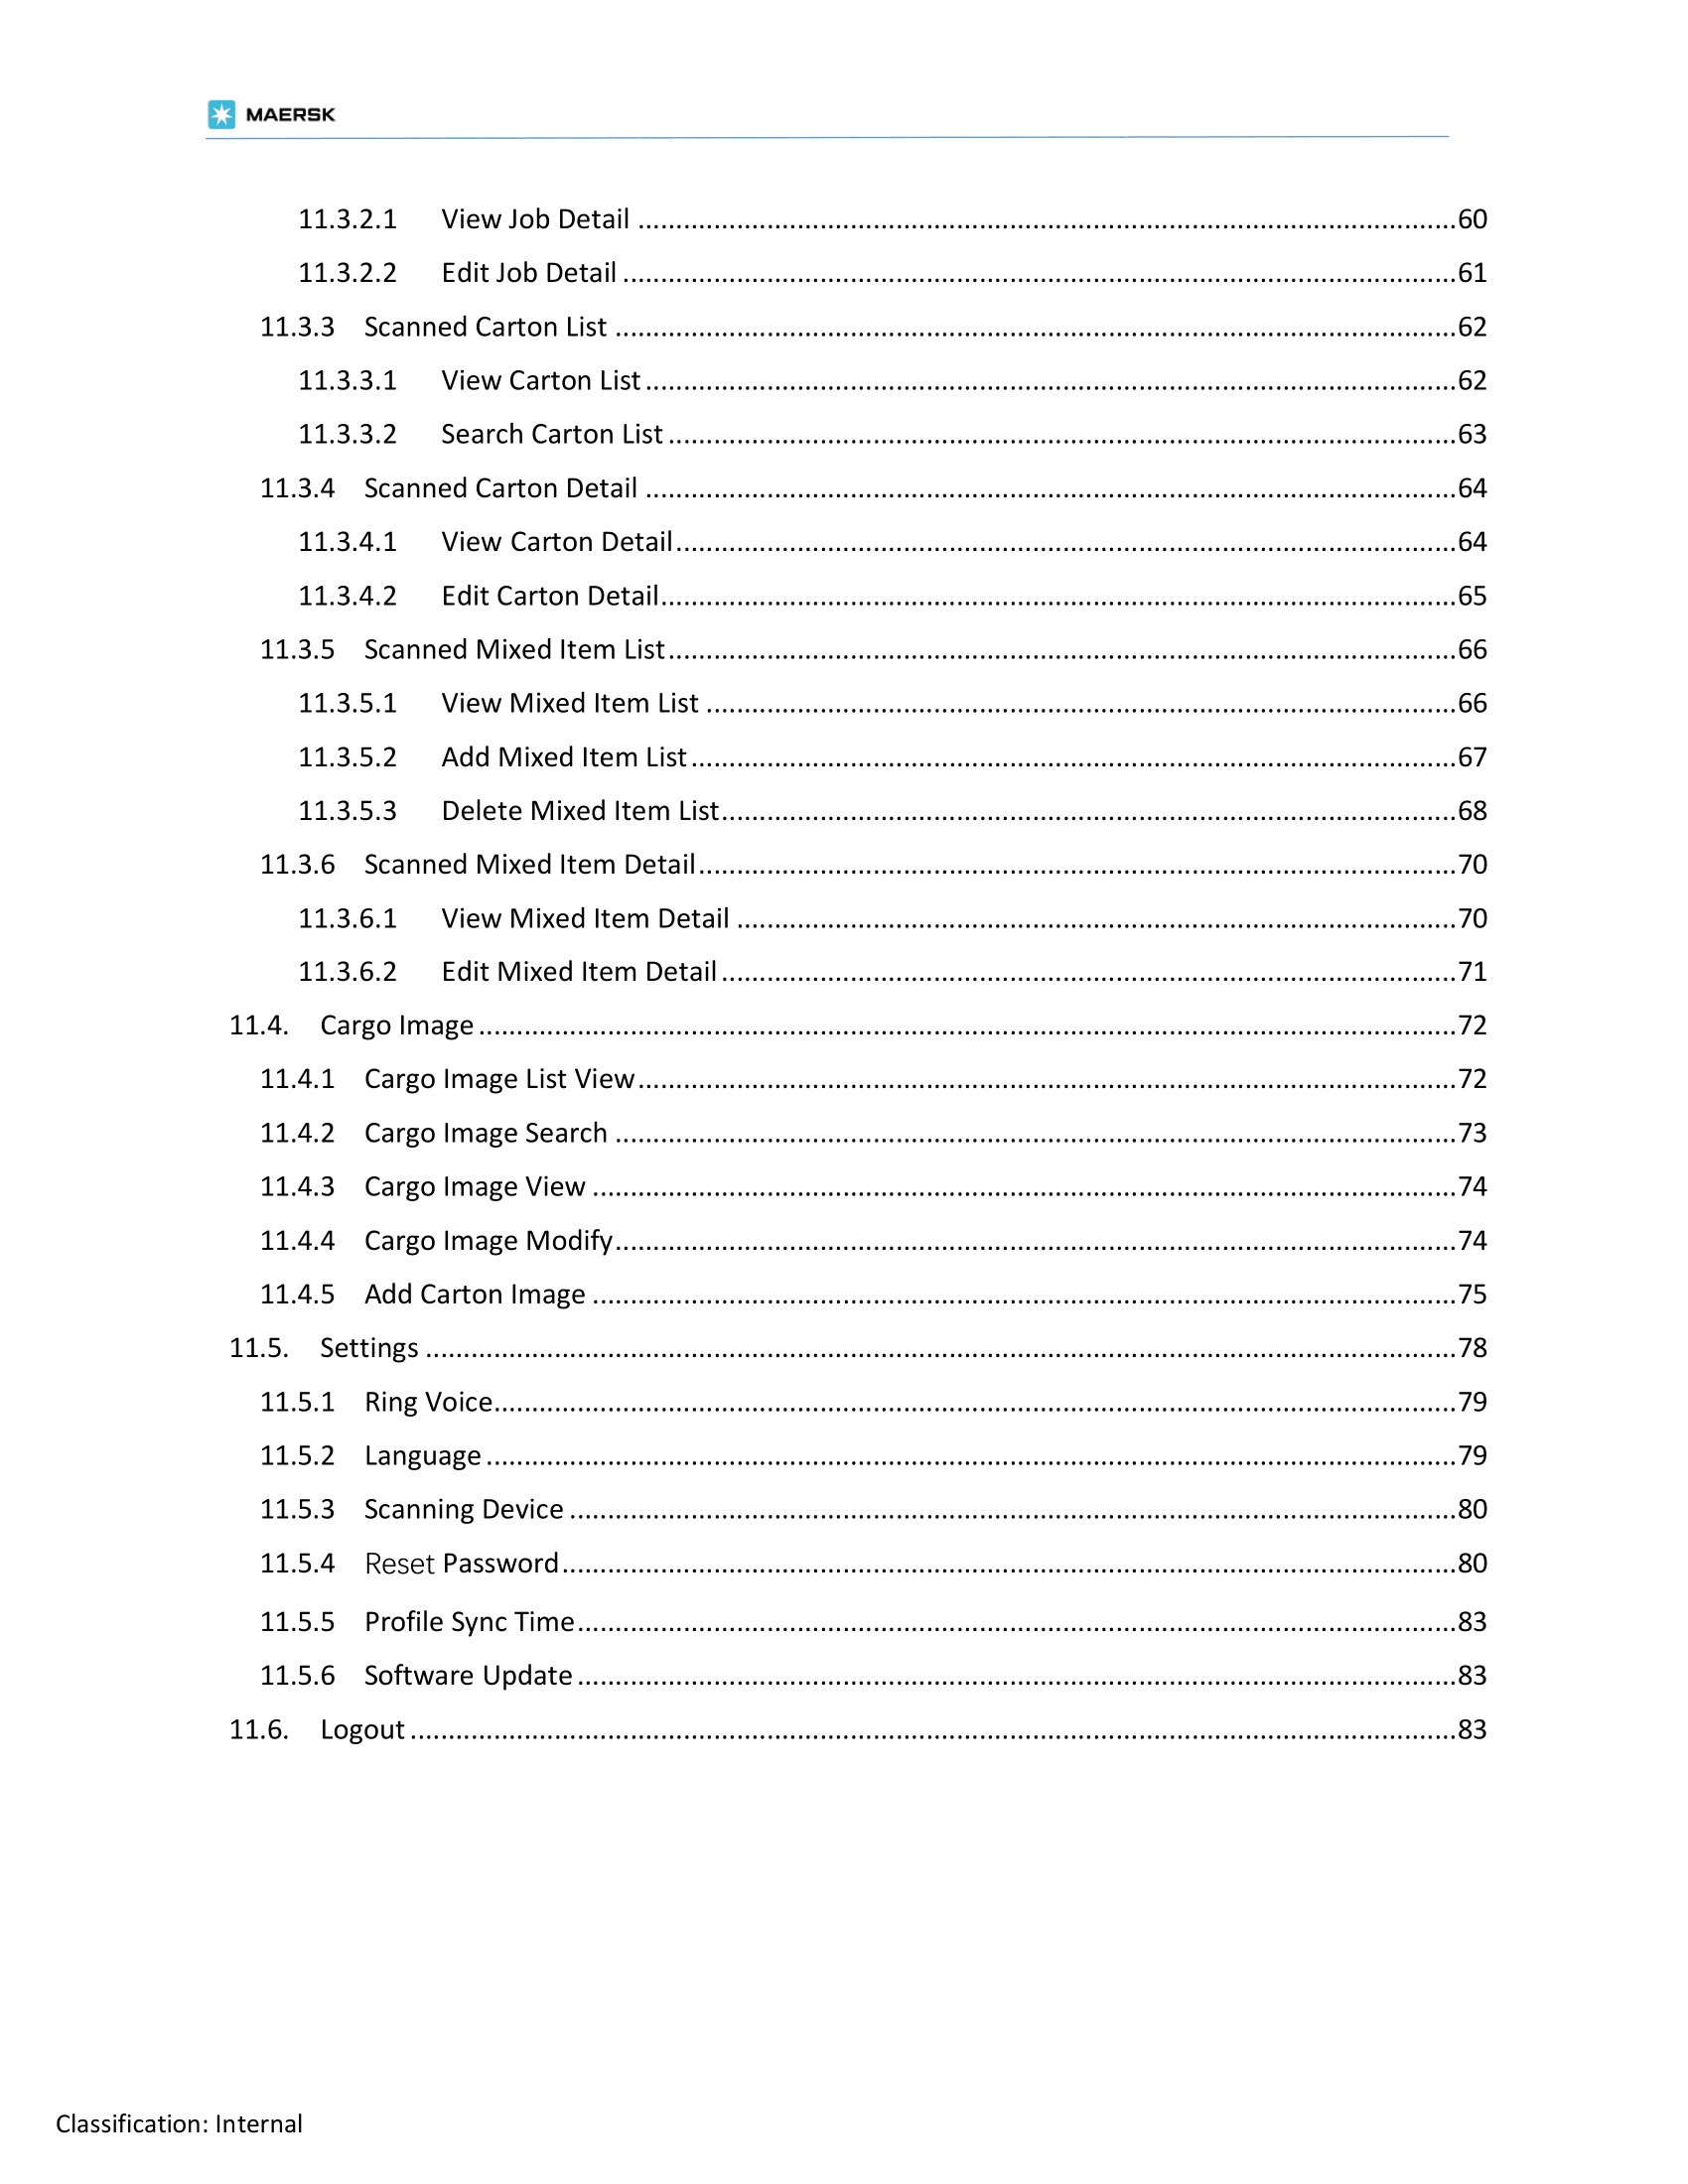 MAERSK
11.3.2.1 View Job Detail ........ 60
11.3.2.2 Edit Job Detail ........ 61
11.3.3 Scanned Carton List ........ 62
11.3.3.1 View Carton List ........ 62
11.3.3.2 Search Carton List ........ 63
11.3.4 Scanned Carton Detail ........ 64
11.3.4.1 View Carton Detail ........ 64
11.3.4.2 Edit Carton Detail ........ 65
11.3.5 Scanned Mixed Item List ........ 66
11.3.5.1 View Mixed Item List ........ 66
11.3.5.2 Add Mixed Item List ........ 67
11.3.5.3 Delete Mixed Item List ........ 68
11.3.6 Scanned Mixed Item Detail ........ 70
11.3.6.1 View Mixed Item Detail ........ 70
11.3.6.2 Edit Mixed Item Detail ........ 71
11.4. Cargo Image ........ 72
11.4.1 Cargo Image List View ........ 72
11.4.2 Cargo Image Search ........ 73
11.4.3 Cargo Image View ........ 74
11.4.4 Cargo Image Modify ........ 74
11.4.5 Add Carton Image ........ 75
11.5. Settings ........ 78
11.5.1 Ring Voice ........ 79
11.5.2 Language ........ 79
11.5.3 Scanning Device ........ 80
11.5.4 Reset Password ........ 80
11.5.5 Profile Sync Time ........ 83
11.5.6 Software Update ........ 83
11.6. Logout ........ 83
Classification: Internal